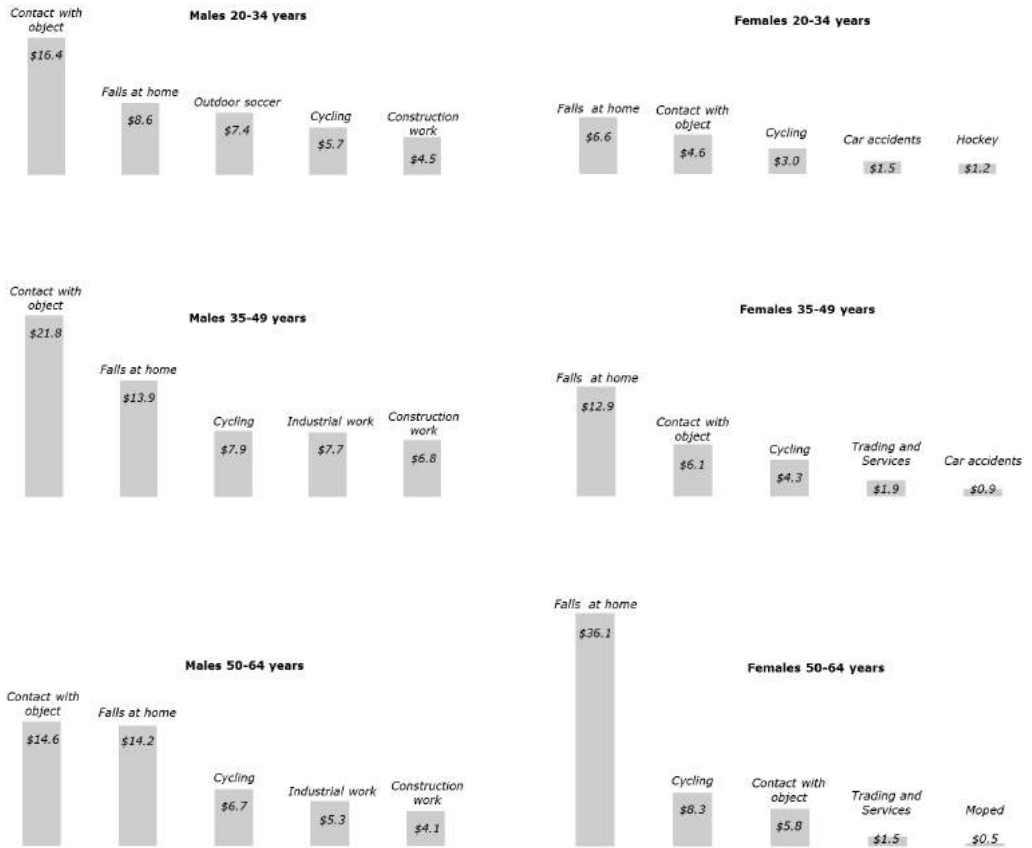 Males 20-34 years
Contact with
object
$16.4
Falls at home
$8.6
Outdoor soccer
$7.4
Cycling
$5.7
Construction
work
$4.5
Females 20-34 years
Falls at home
$6.6
Contact with
object
$4.6
Cycling
$3.0
Car accidents
$1.5
Hockey
$1.2
Males 35-49 years
Contact with
object
$21.8
Falls at home
$13.9
Cycling
$7.9
Industrial work
$7.7
Construction
work
$6.8
Females 35-49 years
Falls at home
$12.9
Contact with
object
$6.1
Cycling
$4.3
Trading and
Services
$1.9
Car accidents
$0.9
Males 50-64 years
Contact with
object
$14.6
Falls at home
$14.2
Cycling
$6.7
Industrial work
$5.3
Construction
work
$4.1
Females 50-64 years
Falls at home
$36.1
Cycling
$8.3
Contact with
object
$5.8
Trading and
Services
$1.5
Moped
$0.5